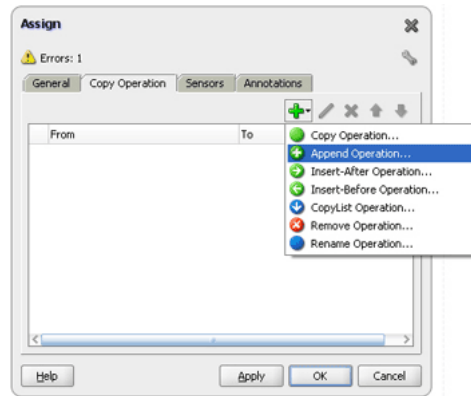 Assign
Errors: 1
General Copy Operation Sensors Annotations
From To
Copy Operation...
Append Operation...
Insert-After Operation...
Insert-Before Operation...
CopyList Operation...
Remove Operation...
Rename Operation...
Help Apply OK Cancel